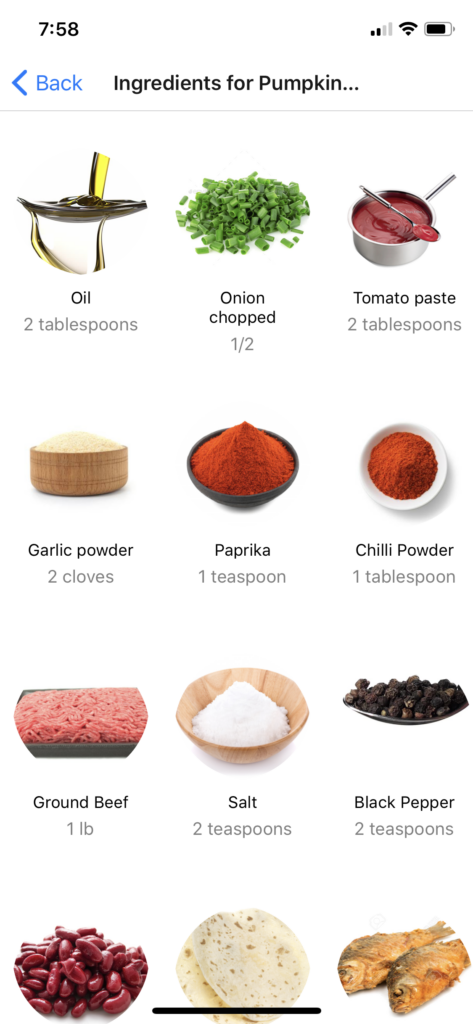 7:58
Back
Ingredients for Pumpkin...
Oil
2 tablespoons
Onion
chopped
1/2
Tomato paste
2 tablespoons
Garlic powder
2 cloves
Paprika
1 teaspoon
Chilli Powder
1 tablespoon
Ground Beef
1 lb
Salt
2 teaspoons
Black Pepper
2 teaspoons